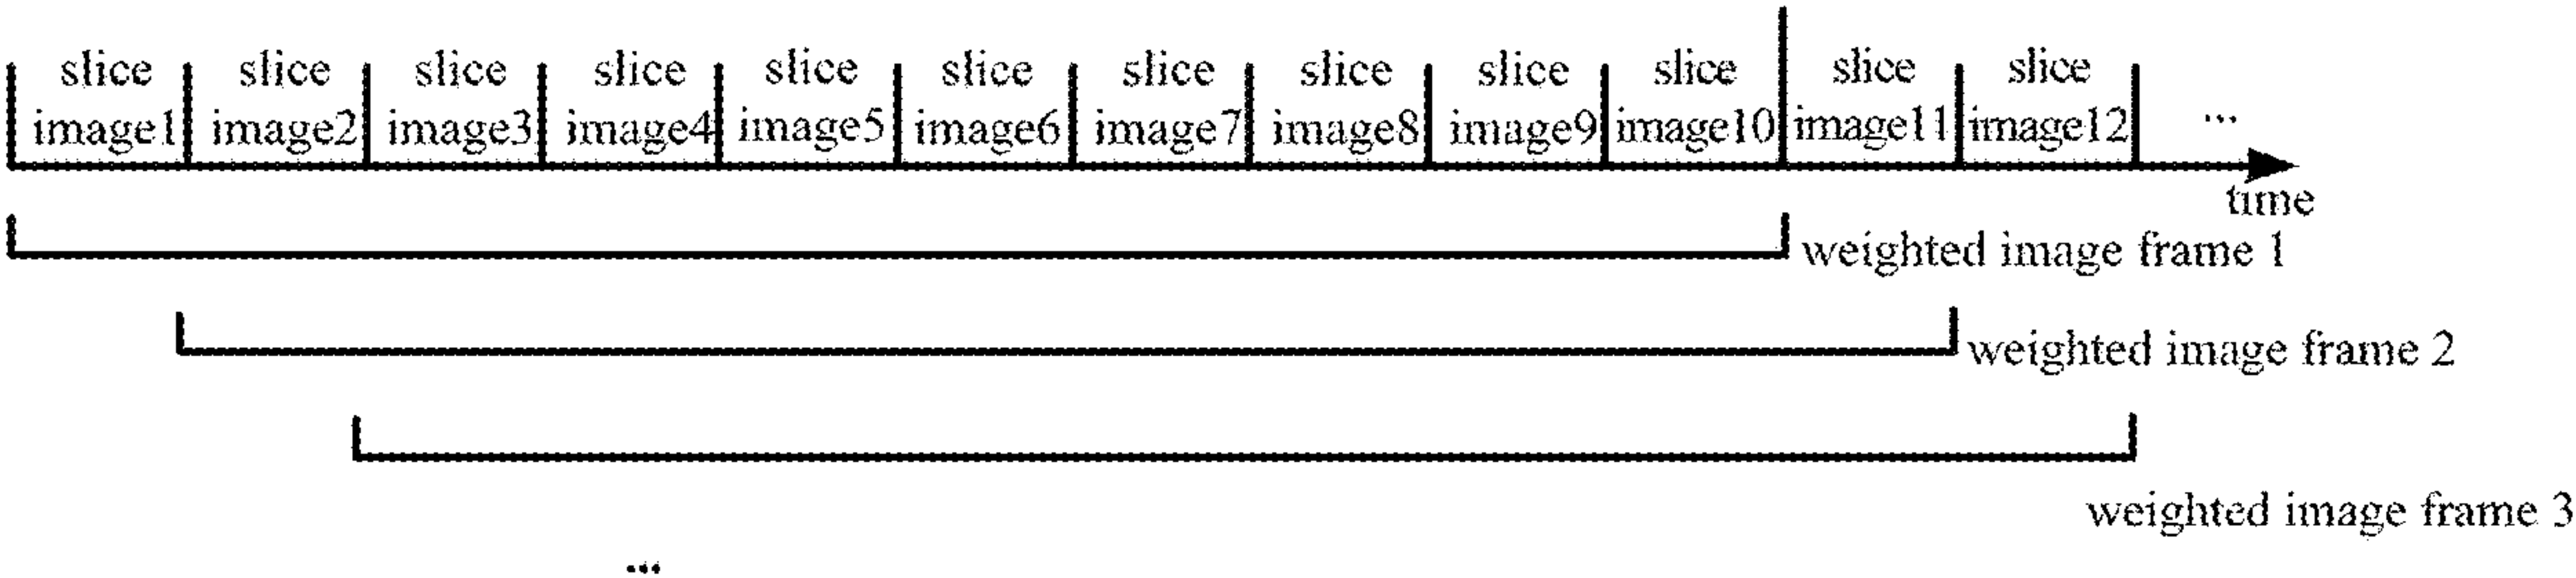 slice slice slice slice slice slice slice slice slice slice slice slice
image1 image2 image3 image4 image5 image6 image7 image8 image9 image10 image11 image12 ...
time
weighted image frame 1
weighted image frame 2
weighted image frame 3
...